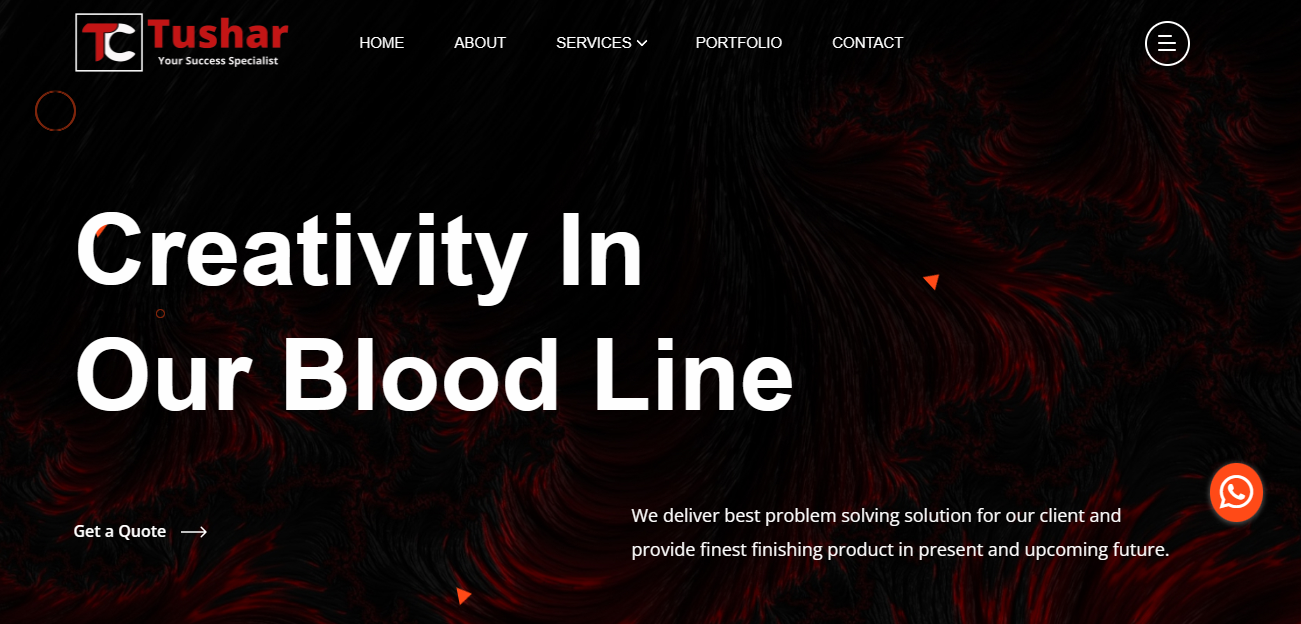 TC
Tushar
Your Success Specialist
HOME
ABOUT
SERVICES
PORTFOLIO
CONTACT
Creativity In
Our Blood Line
Get a Quote
We deliver best problem solving solution for our client and
provide finest finishing product in present and upcoming future.